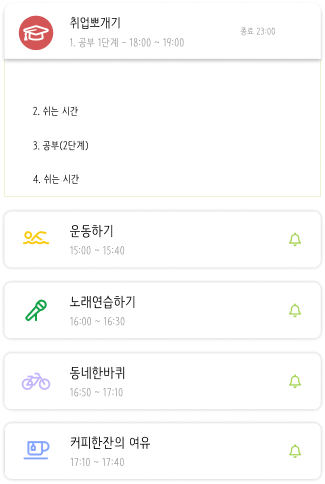 취업뽀개기
1. 공부 1단계 - 18:00 ~ 19:00
종료 23:00
2. 쉬는 시간
3. 공부(2단계)
4. 쉬는 시간
운동하기
15:00 ~ 15:40
노래연습하기
16:00 ~ 16:30
동네한바퀴
16:50 ~ 17:10
커피한잔의 여유
17:10 ~ 17:40